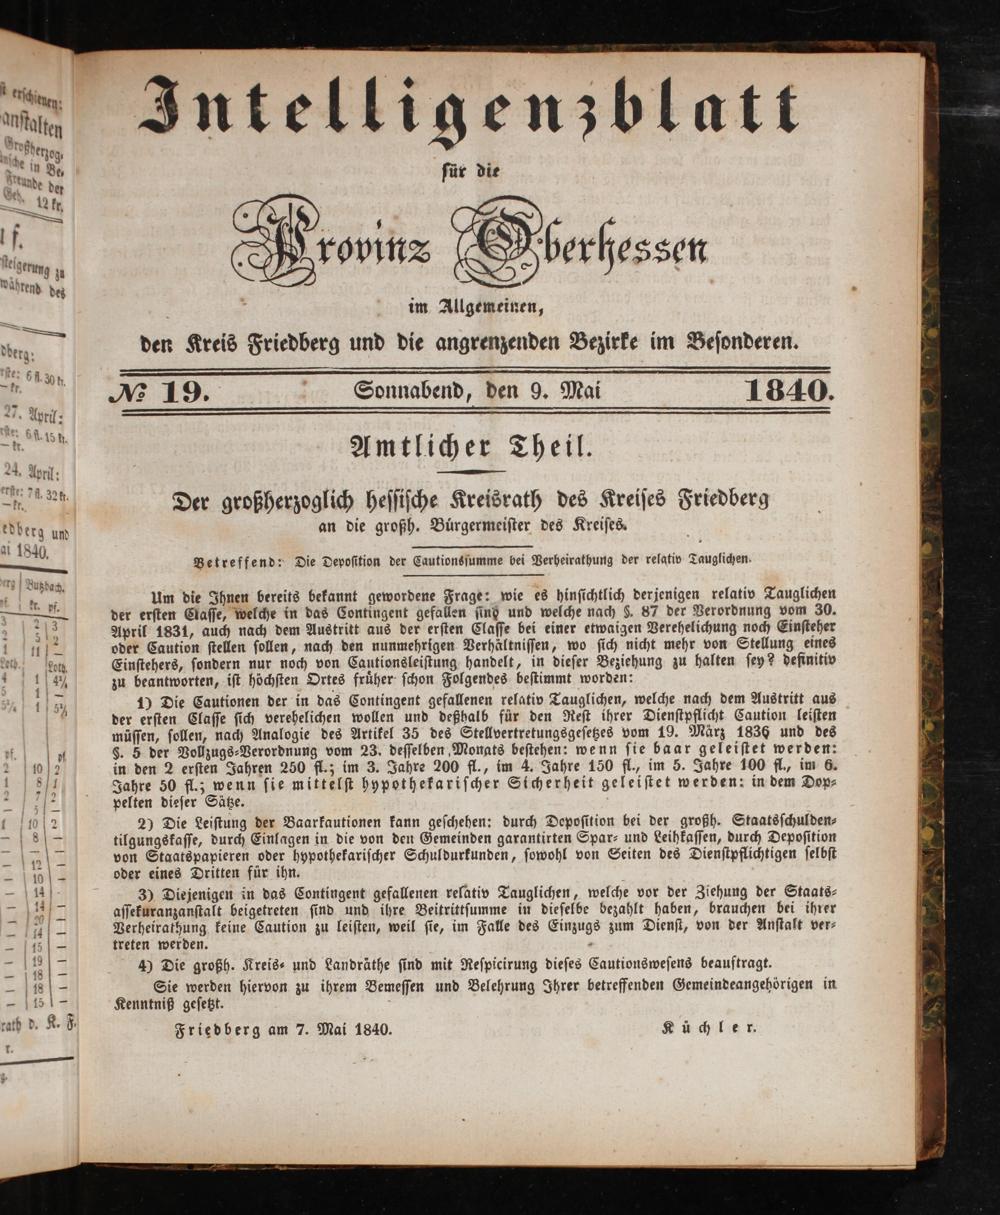 Intelligenzblatt
für die
Provinz Oberhessen
im Allgemeinen,
den Kreis Friedberg und die angrenzenden Bezirke im Besonderen.
№ 19. Sonnabend, den 9. Mai 1840.
Amtlicher Theil.
Der großherzoglich hessische Kreisrath des Kreises Friedberg
an die großh. Bürgermeister des Kreises.
Betreffend: Die Deposition der Cautionssumme bei Verheirathung der relativ Tauglichen.
Um die Ihnen bereits bekannt gewordene Frage: wie es hinsichtlich derjenigen relativ Tauglichen
der ersten Classe, welche in das Contingent gefallen sind und welche nach §. 87 der Verordnung vom 30.
April 1831, auch nach dem Austritt aus der ersten Classe bei einer etwaigen Verehelichung noch Einsteher
oder Caution stellen sollen, nach den nunmehrigen Verhältnissen, wo sich nicht mehr von Stellung eines
Einstehers, sondern nur noch von Cautionsleistung handelt, in dieser Beziehung zu halten sey? definitiv
zu beantworten, ist höchsten Ortes früher schon Folgendes bestimmt worden:
1) Die Cautionen der in das Contingent gefallenen relativ Tauglichen, welche nach dem Austritt aus
der ersten Classe sich verehelichen wollen und deßhalb für den Rest ihrer Dienstpflicht Caution leisten
müssen, sollen, nach Analogie des Artikel 35 des Stellvertretungsgesetzes vom 19. März 1836 und des
§. 5 der Vollzugs-Verordnung vom 23. desselben Monats bestehen: wenn sie baar geleistet werden:
in den 2 ersten Jahren 250 fl.; im 3. Jahre 200 fl., im 4. Jahre 150 fl., im 5. Jahre 100 fl., im 6.
Jahre 50 fl.; wenn sie mittelst hypothekarischer Sicherheit geleistet werden: in dem Dop-
pelten dieser Sätze.
2) Die Leistung der Baarkautionen kann geschehen: durch Deposition bei der großh. Staatsschulden-
tilgungskasse, durch Einlagen in die von den Gemeinden garantirten Spar- und Leihkassen, durch Deposition
von Staatspapieren oder hypothekarischer Schuldurkunden, sowohl von Seiten des Dienstpflichtigen selbst
oder eines Dritten für ihn.
3) Diejenigen in das Contingent gefallenen relativ Tauglichen, welche vor der Ziehung der Staats-
assekuranzanstalt beigetreten sind und ihre Beitrittsumme in dieselbe bezahlt haben, brauchen bei ihrer
Verheirathung keine Caution zu leisten, weil sie, im Falle des Einzugs zum Dienst, von der Anstalt ver-
treten werden.
4) Die großh. Kreis- und Landräthe sind mit Respicirung dieses Cautionswesens beauftragt.
Sie werden hiervon zu ihrem Bemessen und Belehrung Ihrer betreffenden Gemeindeangehörigen in
Kenntniß gesetzt.
Friedberg am 7. Mai 1840. Küchler.